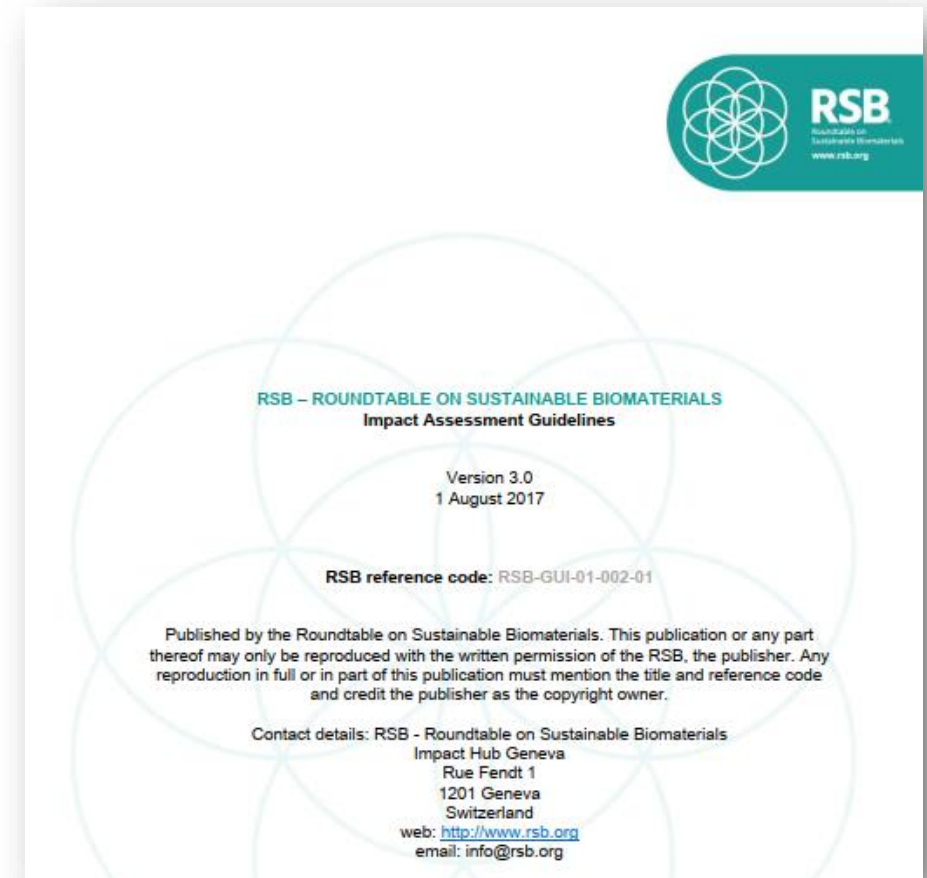 RSB
Roundtable on
Sustainable Biomaterials
www.rsb.org
RSB – ROUNDTABLE ON SUSTAINABLE BIOMATERIALS
Impact Assessment Guidelines
Version 3.0
1 August 2017
RSB reference code: RSB-GUI-01-002-01
Published by the Roundtable on Sustainable Biomaterials. This publication or any part
thereof may only be reproduced with the written permission of the RSB, the publisher. Any
reproduction in full or in part of this publication must mention the title and reference code
and credit the publisher as the copyright owner.
Contact details: RSB - Roundtable on Sustainable Biomaterials
Impact Hub Geneva
Rue Fendt 1
1201 Geneva
Switzerland
web: http://www.rsb.org
email: info@rsb.org